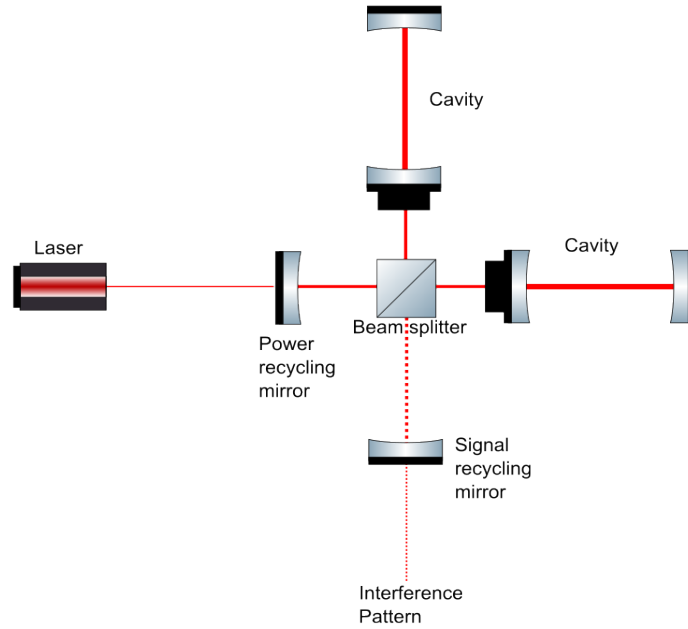 Cavity
Laser
Cavity
Beam splitter
Power
recycling
mirror
Signal
recycling
mirror
Interference
Pattern